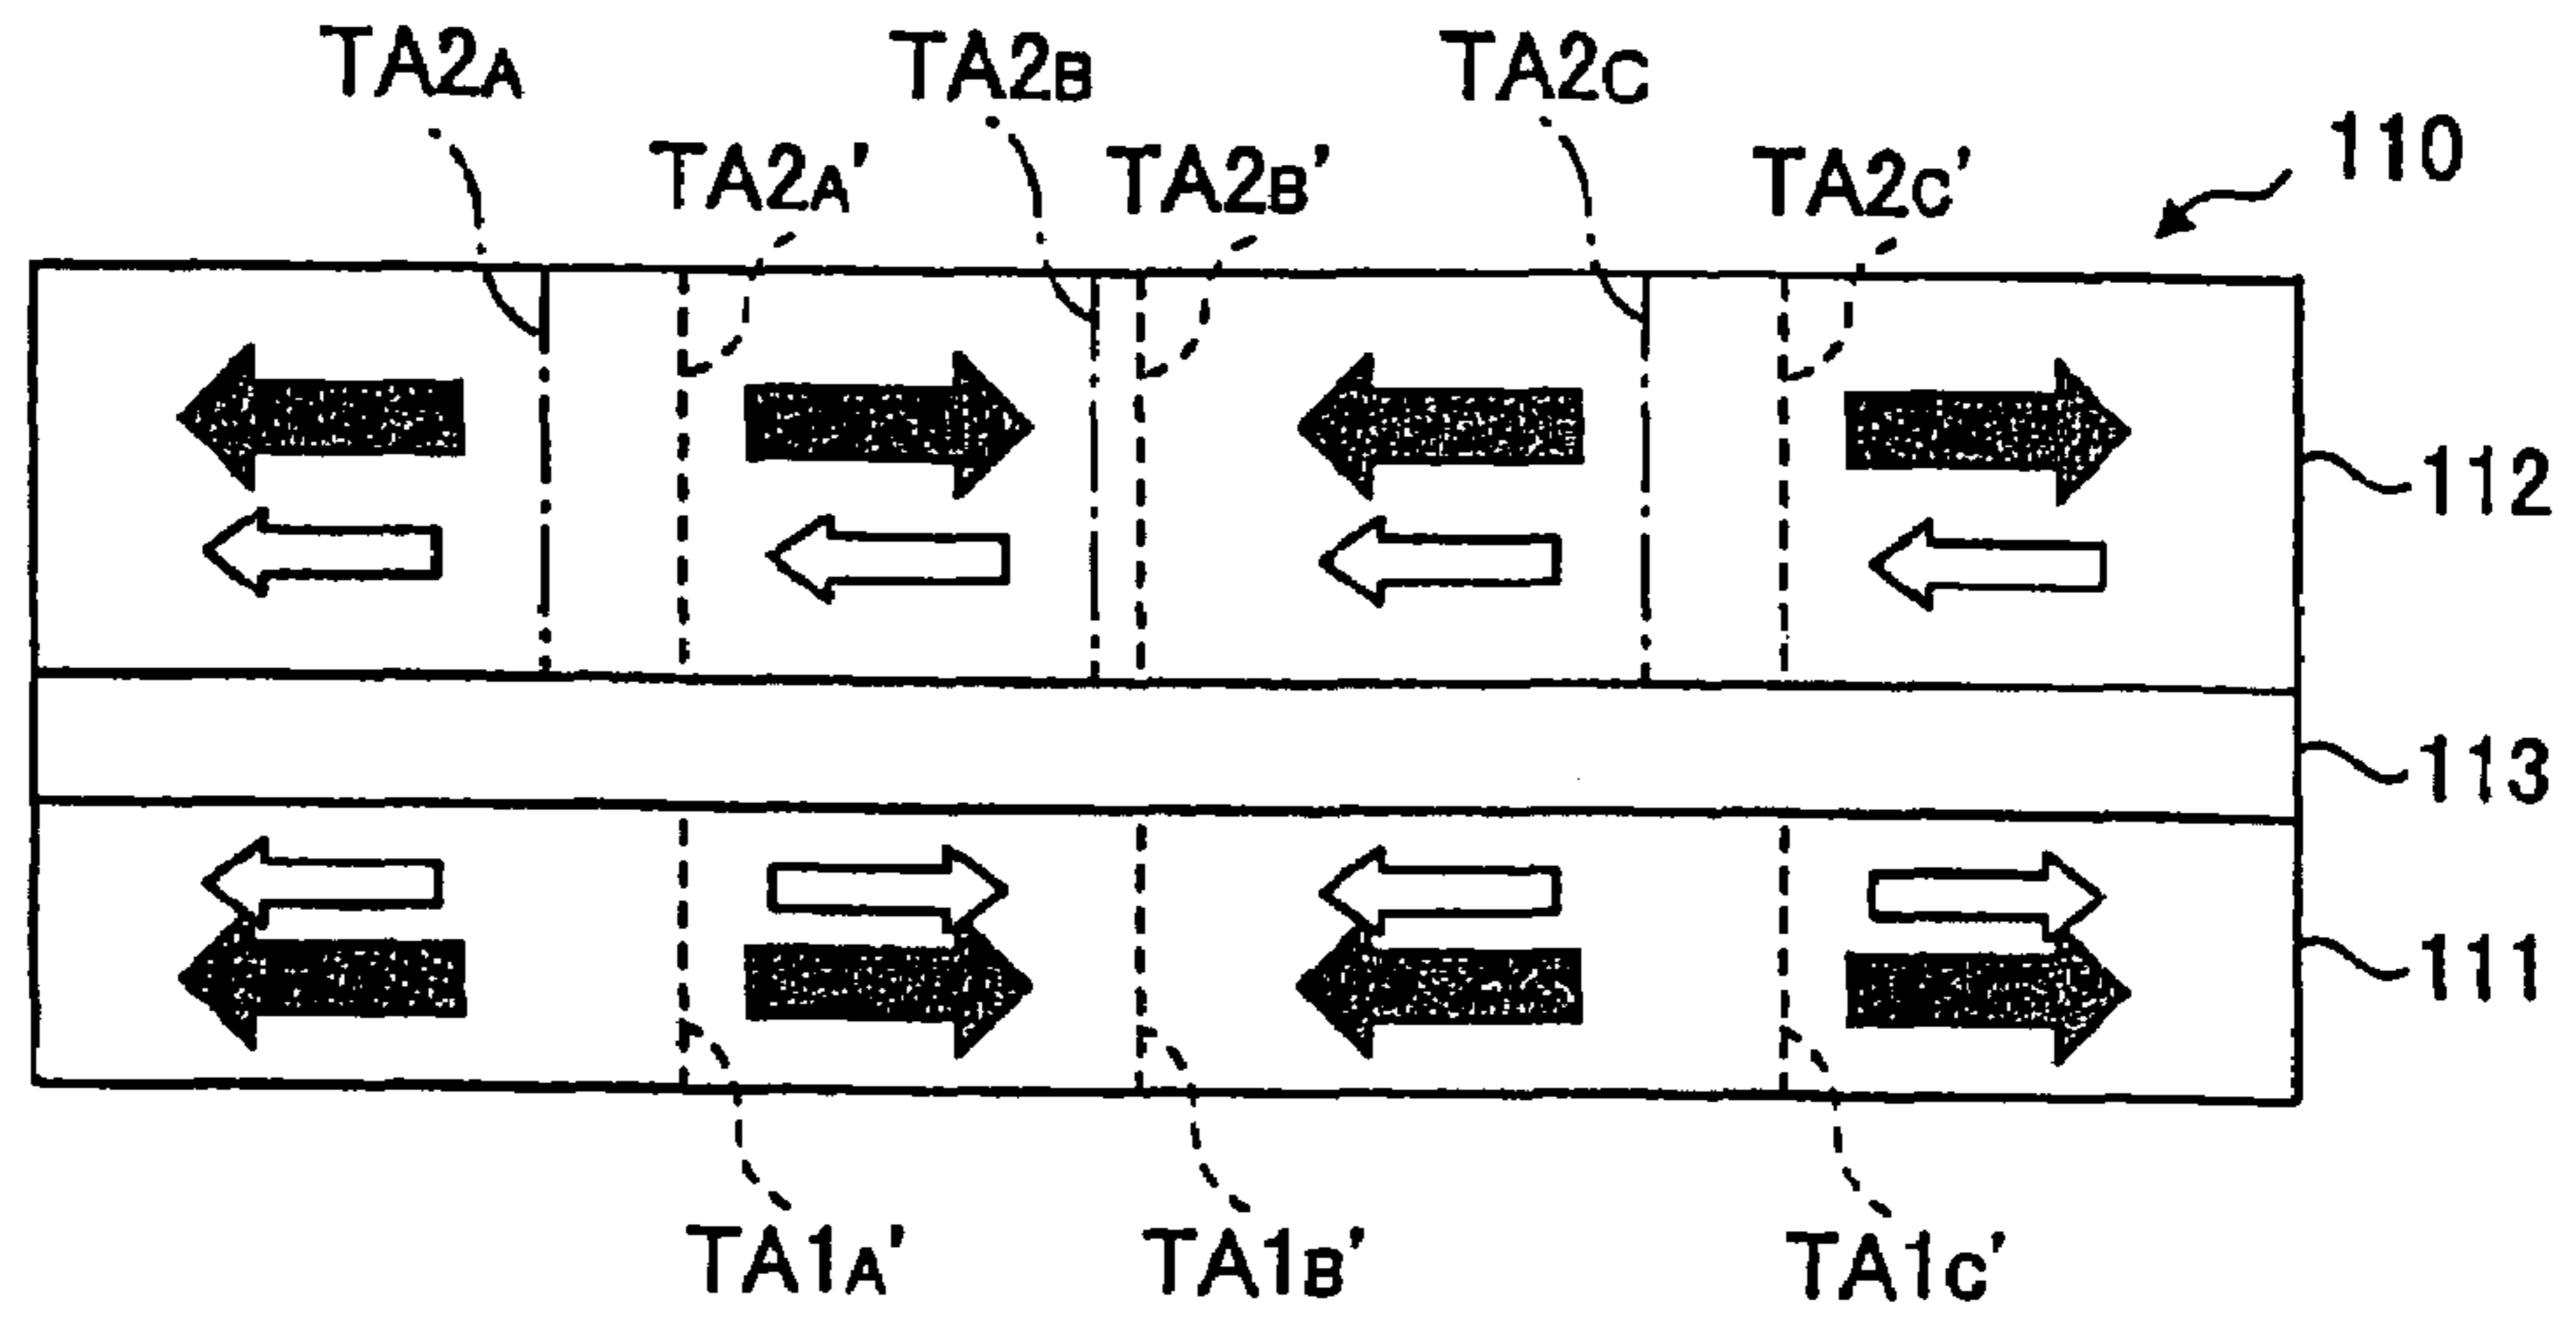 TA2A
TA2B
TA2C
110
TA2A'
TA2B'
TA2C'
112
113
111
TA1A'
TA1B'
TA1C'